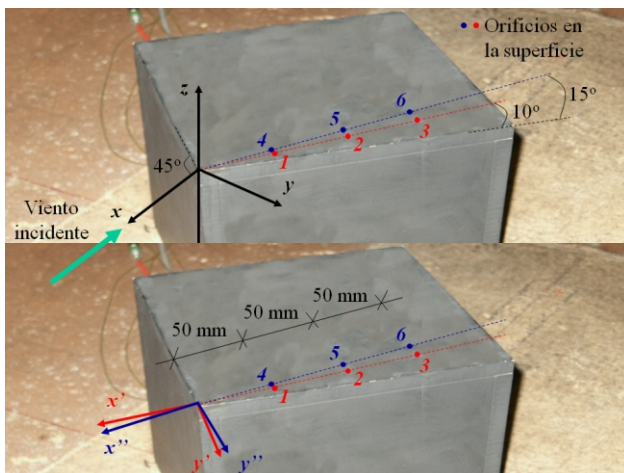 Orificios en
la superficie
z
6
15º
5
10º
4
3
2
1
45º
y
x
Viento
incidente
50 mm
50 mm
50 mm
6
5
4
3
2
1
x'
x''
y'
y''